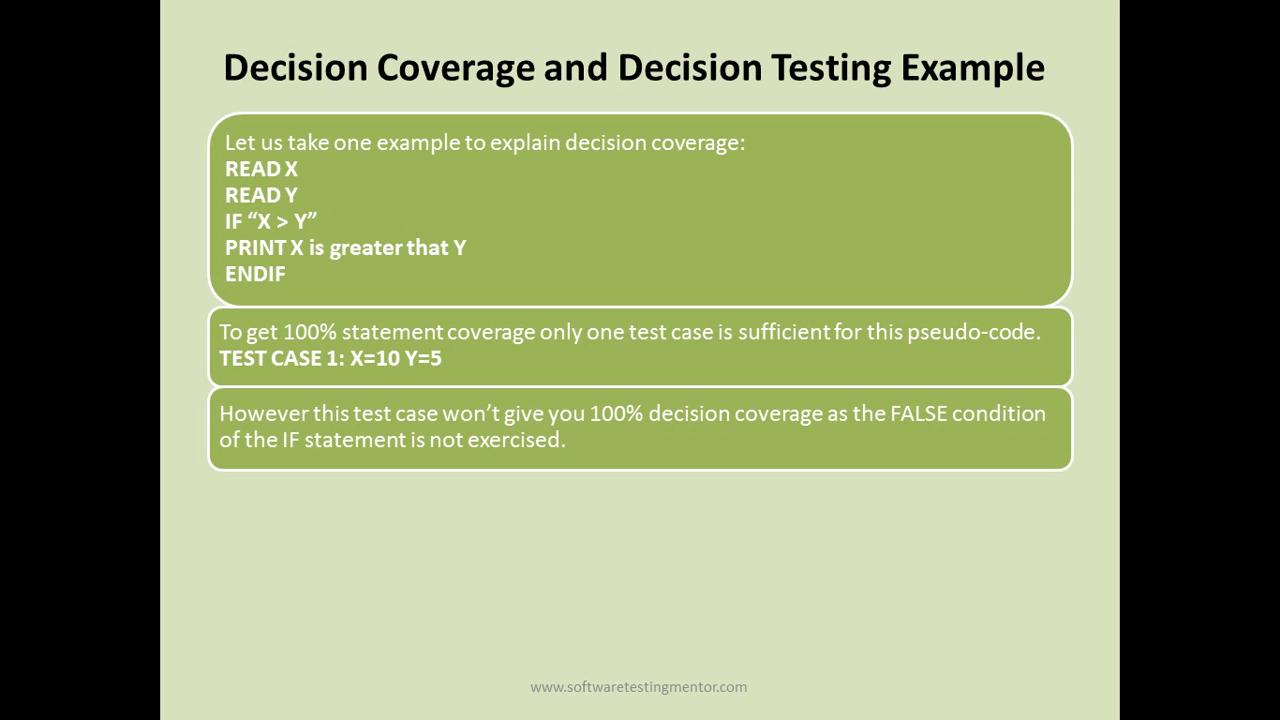 Decision Coverage and Decision Testing Example
Let us take one example to explain decision coverage:
READ X
READ Y
IF “X > Y”
PRINT X is greater that Y
ENDIF
To get 100% statement coverage only one test case is sufficient for this pseudo-code.
TEST CASE 1: X=10 Y=5
However this test case won’t give you 100% decision coverage as the FALSE condition
of the IF statement is not exercised.
www.softwaretestingmentor.com